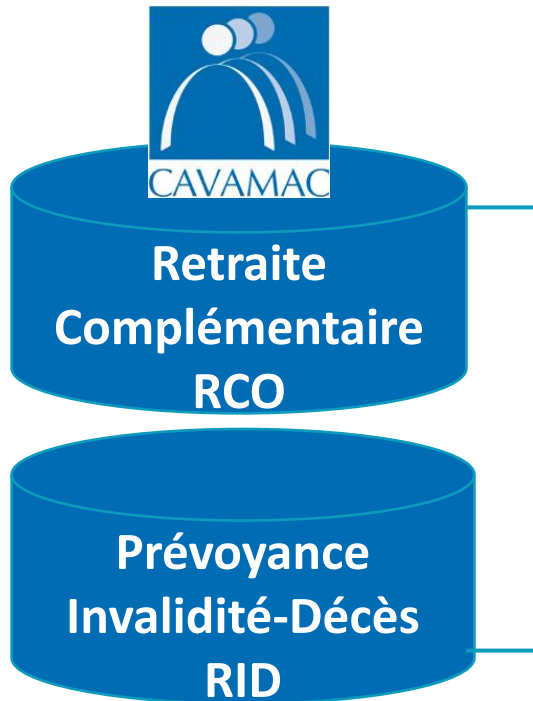 CAVAMAC
Retraite
Complémentaire
RCO
Prévoyance
Invalidité-Décès
RID